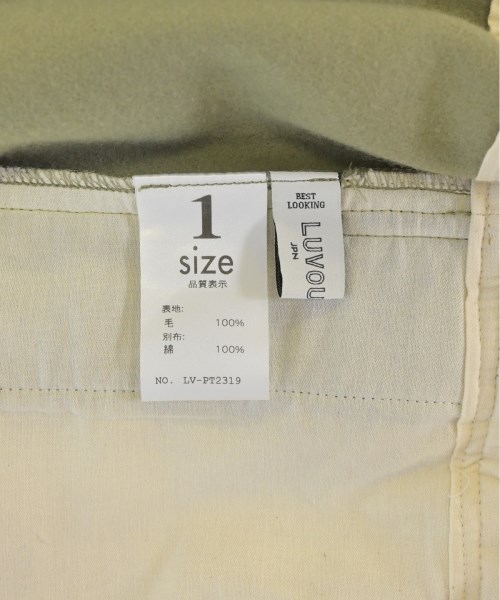 1
size
品質表示
表地:
毛 100%
別布:
綿 100%
NO. LV-PT2319
BEST
LOOKING
LUVOU
JPN